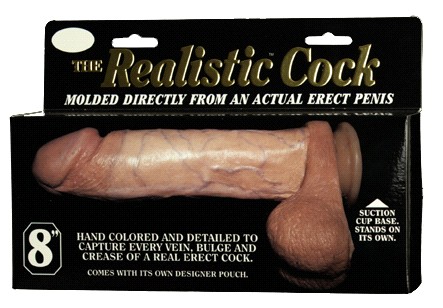 THE Realistic™ Cock
MOLDED DIRECTLY FROM AN ACTUAL ERECT PENIS
SUCTION
CUP BASE.
STANDS ON
ITS OWN.
8"
HAND COLORED AND DETAILED TO
CAPTURE EVERY VEIN, BULGE AND
CREASE OF A REAL ERECT COCK.
COMES WITH ITS OWN DESIGNER POUCH.